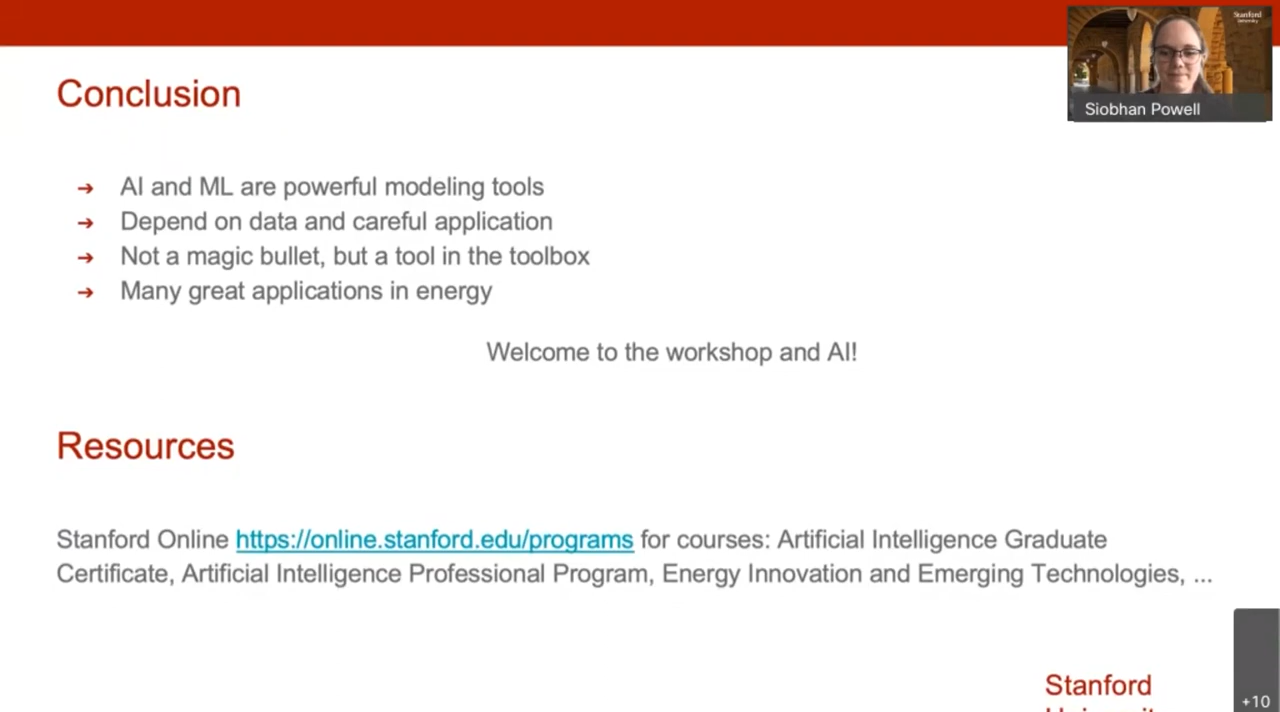 Stanford
University
Siobhan Powell
Conclusion
➔ AI and ML are powerful modeling tools
➔ Depend on data and careful application
➔ Not a magic bullet, but a tool in the toolbox
➔ Many great applications in energy
Welcome to the workshop and AI!
Resources
Stanford Online https://online.stanford.edu/programs for courses: Artificial Intelligence Graduate
Certificate, Artificial Intelligence Professional Program, Energy Innovation and Emerging Technologies, ...
Stanford
+10